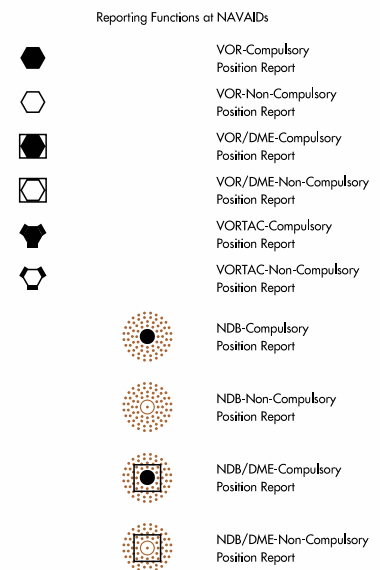 Reporting Functions at NAVAIDs
VOR-Compulsory
Position Report
VOR-Non-Compulsory
Position Report
VOR/DME-Compulsory
Position Report
VOR/DME-Non-Compulsory
Position Report
VORTAC-Compulsory
Position Report
VORTAC-Non-Compulsory
Position Report
NDB-Compulsory
Position Report
NDB-Non-Compulsory
Position Report
NDB/DME-Compulsory
Position Report
NDB/DME-Non-Compulsory
Position Report